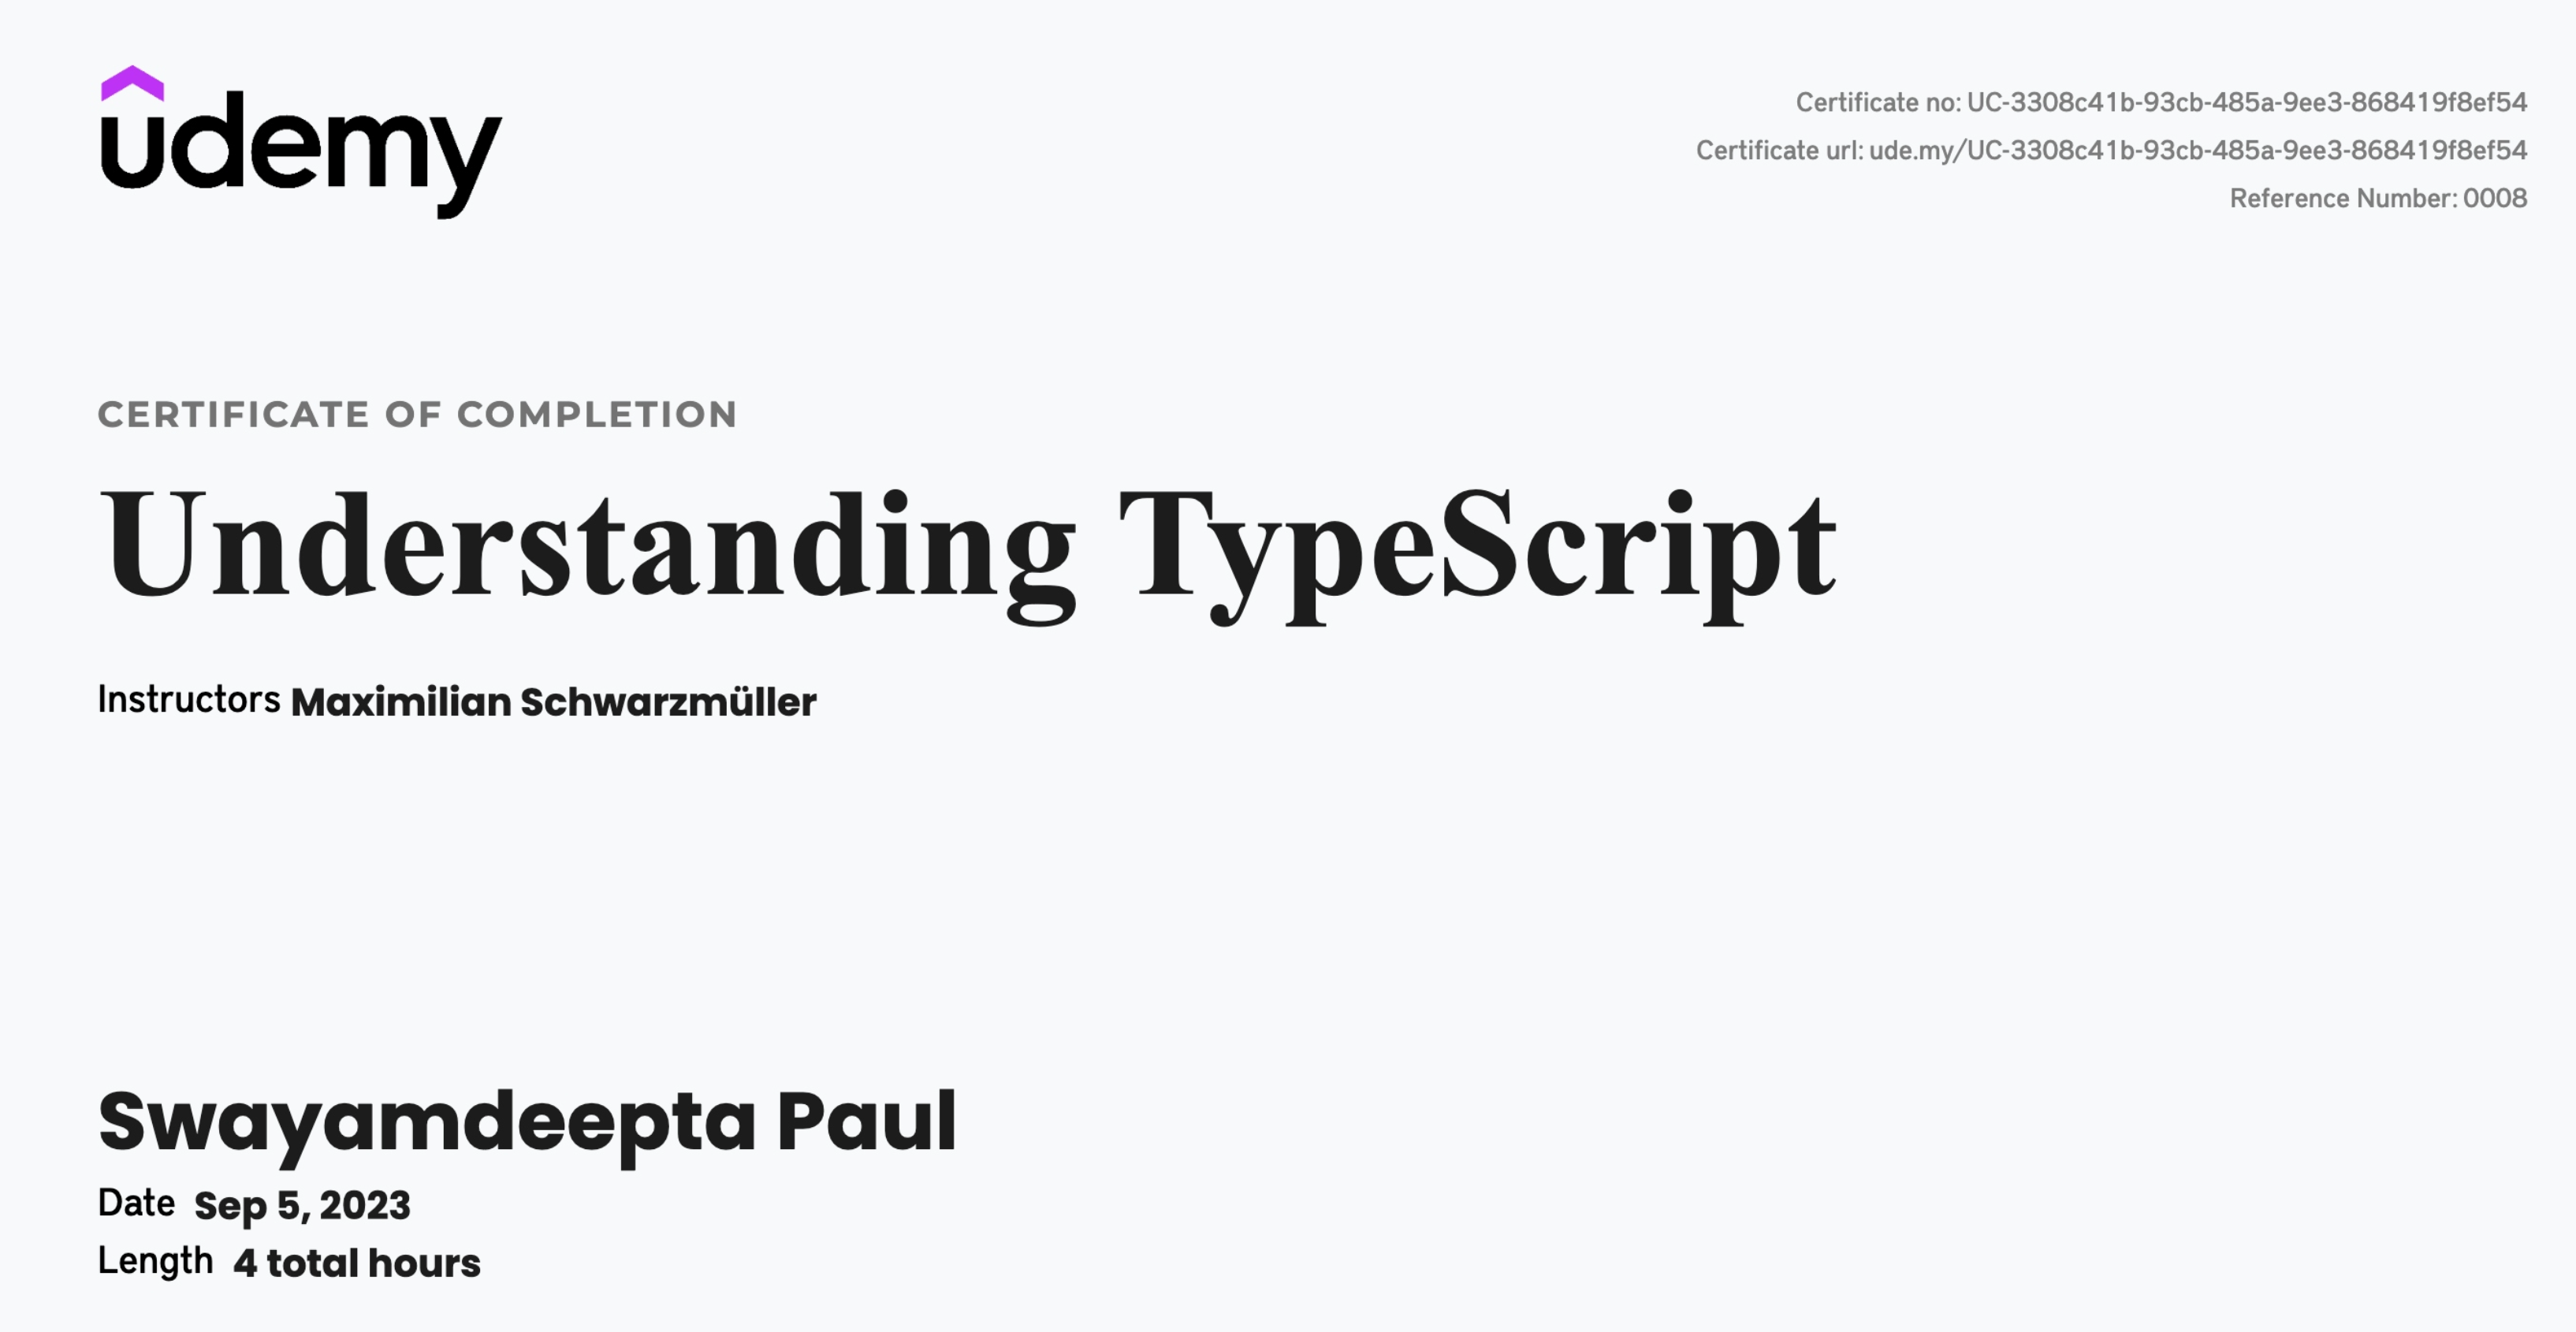 udemy
Certificate no: UC-3308c41b-93cb-485a-9ee3-868419f8ef54
Certificate url: ude.my/UC-3308c41b-93cb-485a-9ee3-868419f8ef54
Reference Number: 0008
CERTIFICATE OF COMPLETION
Understanding TypeScript
Instructors Maximilian Schwarzmüller
Swayamdeepta Paul
Date Sep 5, 2023
Length 4 total hours